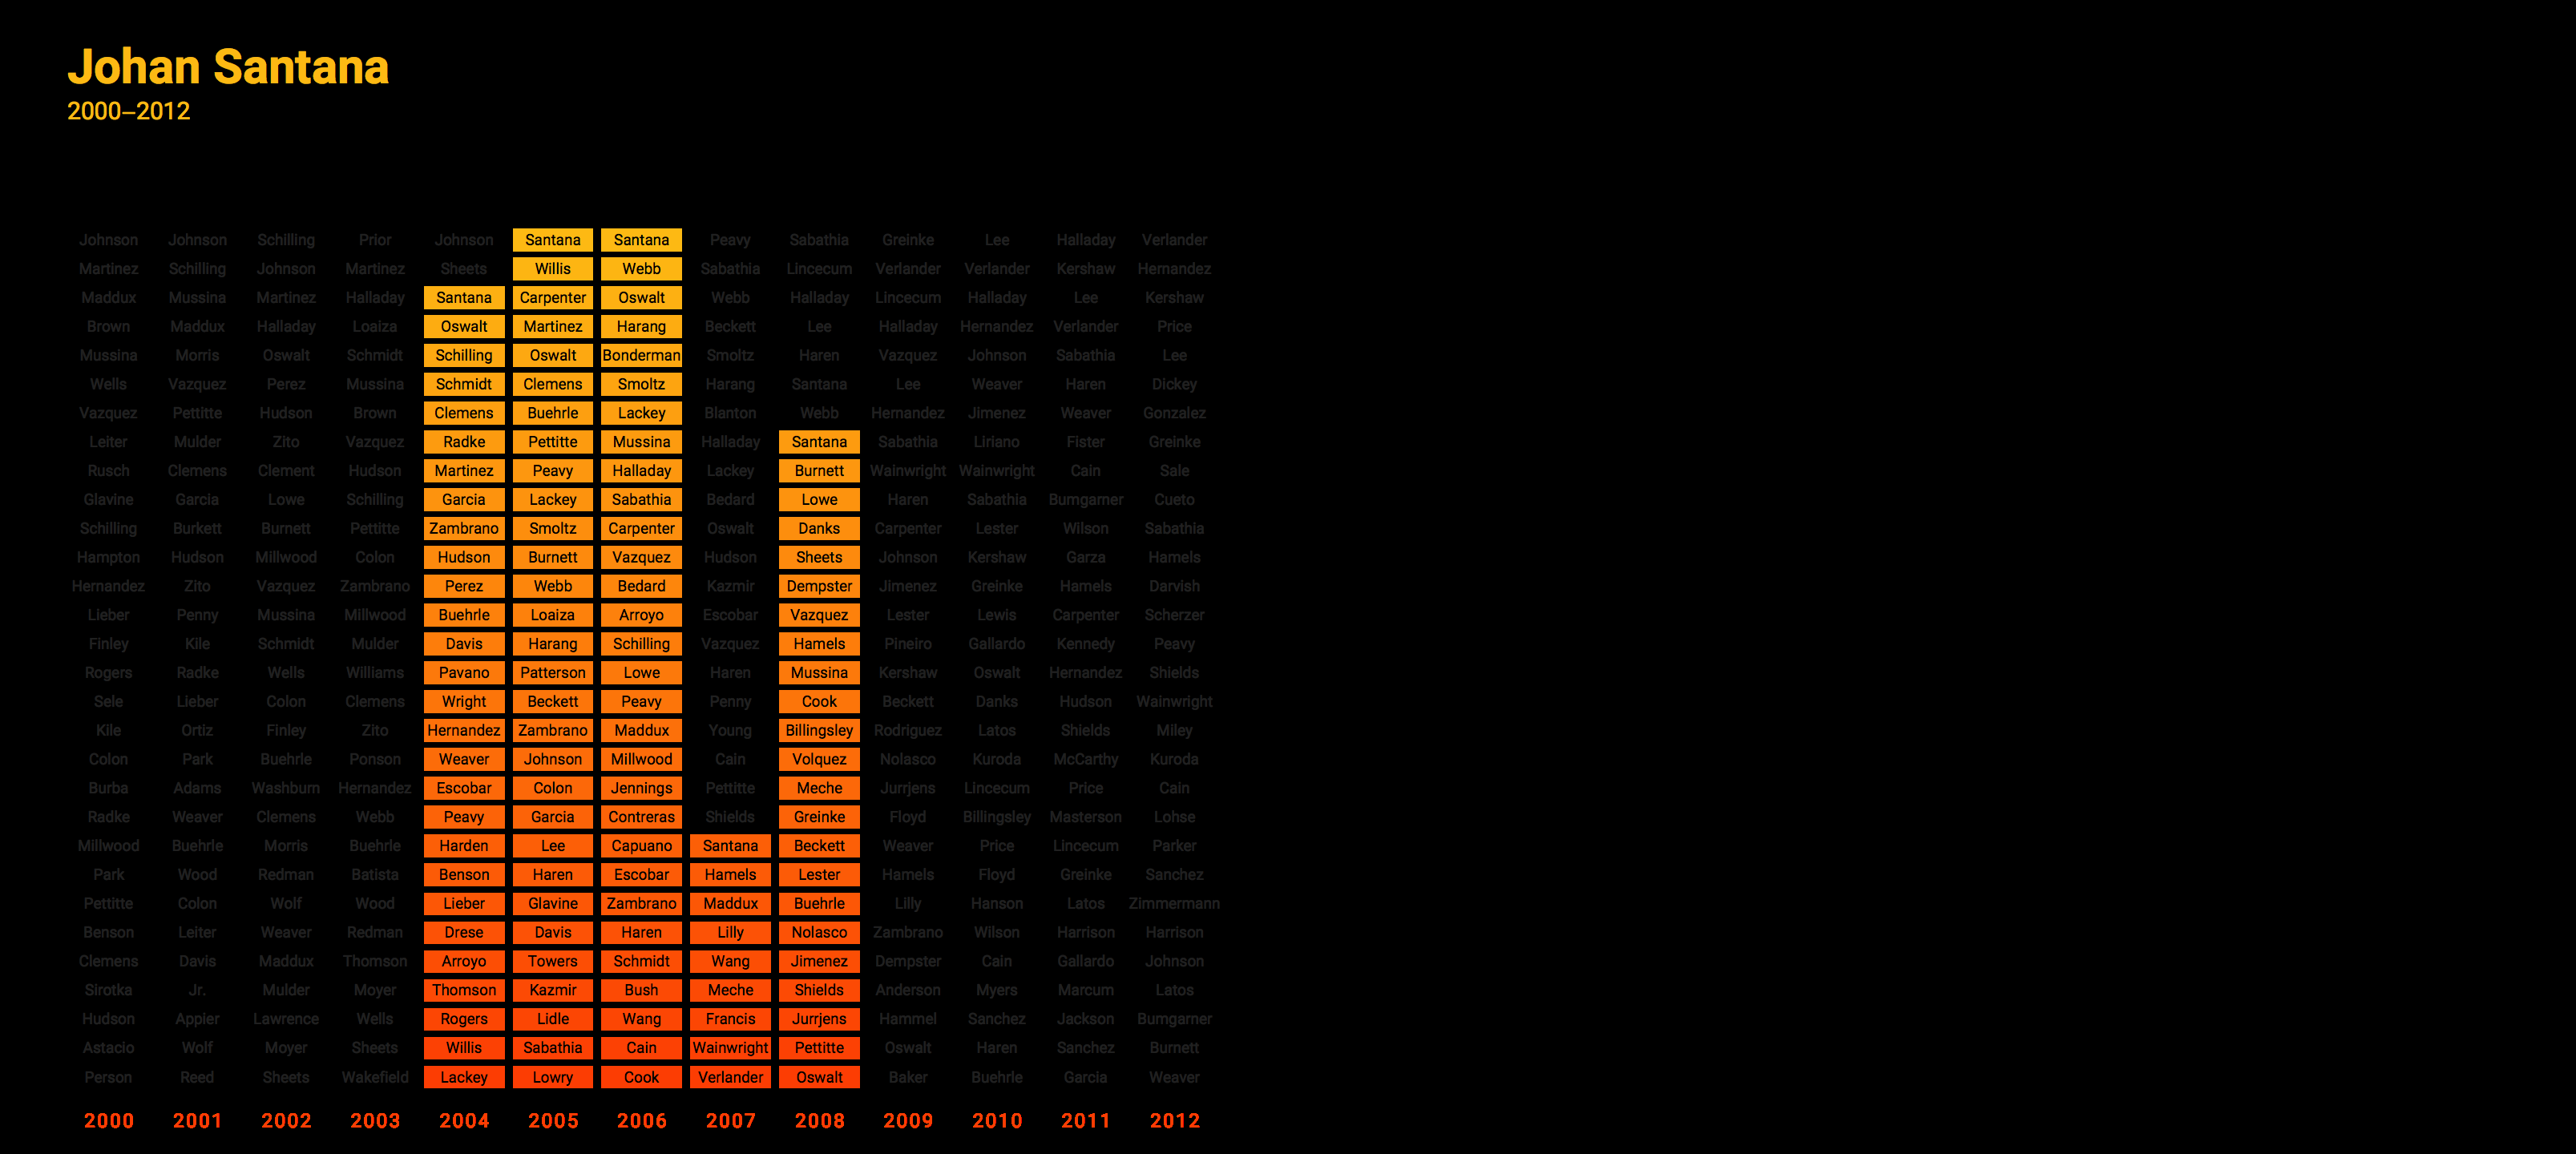 Johan Santana
2000–2012
Johnson Johnson Schilling Prior Johnson Santana Santana Peavy Sabathia Greinke Lee Halladay Verlander
Martinez Schilling Johnson Martinez Sheets Willis Webb Sabathia Lincecum Verlander Verlander Kershaw Hernandez
Maddux Mussina Martinez Halladay Santana Carpenter Oswalt Webb Halladay Lincecum Halladay Lee Kershaw
Brown Maddux Halladay Loaiza Oswalt Martinez Harang Beckett Lee Halladay Hernandez Verlander Price
Mussina Morris Oswalt Schmidt Schilling Oswalt Bonderman Smoltz Haren Vazquez Johnson Sabathia Lee
Wells Vazquez Perez Mussina Schmidt Clemens Smoltz Harang Santana Lee Weaver Haren Dickey
Vazquez Pettitte Hudson Brown Clemens Buehrle Lackey Blanton Webb Hernandez Jimenez Weaver Gonzalez
Leiter Mulder Zito Vazquez Radke Pettitte Mussina Halladay Santana Sabathia Liriano Fister Greinke
Rusch Clemens Clement Hudson Martinez Peavy Halladay Lackey Burnett Wainwright Wainwright Cain Sale
Glavine Garcia Lowe Schilling Garcia Lackey Sabathia Bedard Lowe Haren Sabathia Bumgarner Cueto
Schilling Burkett Burnett Pettitte Zambrano Smoltz Carpenter Oswalt Danks Carpenter Lester Wilson Sabathia
Hampton Hudson Millwood Colon Hudson Burnett Vazquez Hudson Sheets Johnson Kershaw Garza Hamels
Hernandez Zito Vazquez Zambrano Perez Webb Bedard Kazmir Dempster Jimenez Greinke Hamels Darvish
Lieber Penny Mussina Millwood Buehrle Loaiza Arroyo Escobar Vazquez Lester Lewis Carpenter Scherzer
Finley Kile Schmidt Mulder Davis Harang Schilling Vazquez Hamels Pineiro Gallardo Kennedy Peavy
Rogers Radke Wells Williams Pavano Patterson Lowe Haren Mussina Kershaw Oswalt Hernandez Shields
Sele Lieber Colon Clemens Wright Beckett Peavy Penny Cook Beckett Danks Hudson Wainwright
Kile Ortiz Finley Zito Hernandez Zambrano Maddux Young Billingsley Rodriguez Latos Shields Miley
Colon Park Buehrle Ponson Weaver Johnson Millwood Cain Volquez Nolasco Kuroda McCarthy Kuroda
Burba Adams Washburn Hernandez Escobar Colon Jennings Pettitte Meche Jurrjens Lincecum Price Cain
Radke Weaver Clemens Webb Peavy Garcia Contreras Shields Greinke Floyd Billingsley Masterson Lohse
Millwood Buehrle Morris Buehrle Harden Lee Capuano Santana Beckett Weaver Price Lincecum Parker
Park Wood Redman Batista Benson Haren Escobar Hamels Lester Hamels Floyd Greinke Sanchez
Pettitte Colon Wolf Wood Lieber Glavine Zambrano Maddux Buehrle Lilly Hanson Latos Zimmermann
Benson Leiter Weaver Redman Drese Davis Haren Lilly Nolasco Zambrano Wilson Harrison Harrison
Clemens Davis Maddux Thomson Arroyo Towers Schmidt Wang Jimenez Dempster Cain Gallardo Johnson
Sirotka Jr. Mulder Moyer Thomson Kazmir Bush Meche Shields Anderson Myers Marcum Latos
Hudson Appier Lawrence Wells Rogers Lidle Wang Francis Jurrjens Hammel Sanchez Jackson Bumgarner
Astacio Wolf Moyer Sheets Willis Sabathia Cain Wainwright Pettitte Oswalt Haren Sanchez Burnett
Person Reed Sheets Wakefield Lackey Lowry Cook Verlander Oswalt Baker Buehrle Garcia Weaver
2000 2001 2002 2003 2004 2005 2006 2007 2008 2009 2010 2011 2012